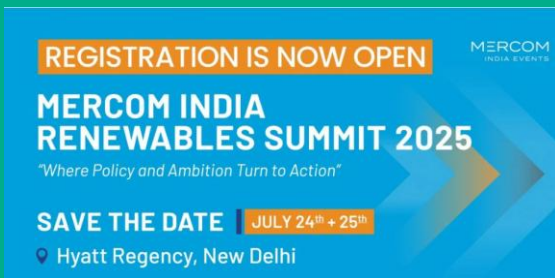 REGISTRATION IS NOW OPEN
MERCOM
INDIA EVENTS
MERCOM INDIA
RENEWABLES SUMMIT 2025
"Where Policy and Ambition Turn to Action"
SAVE THE DATE JULY 24th + 25th
Hyatt Regency, New Delhi